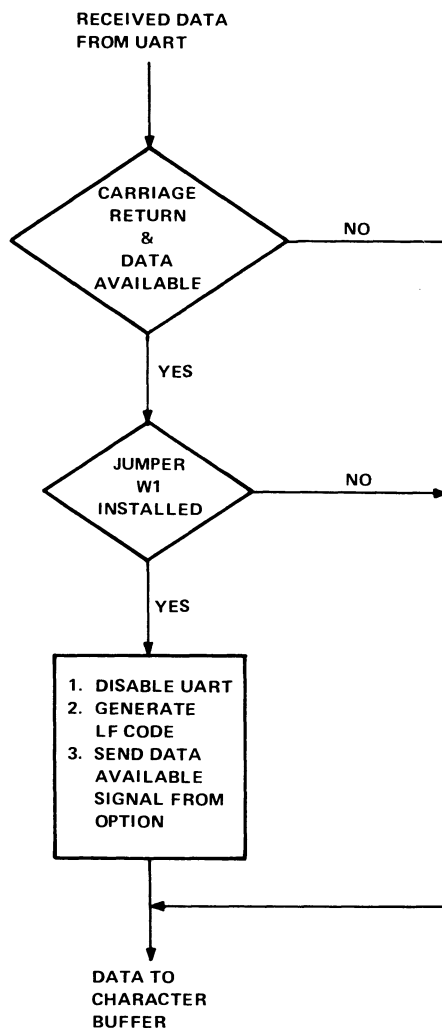 RECEIVED DATA
FROM UART
CARRIAGE
RETURN
&
DATA
AVAILABLE
NO
YES
JUMPER
W1
INSTALLED
NO
YES
1. DISABLE UART
2. GENERATE
LF CODE
3. SEND DATA
AVAILABLE
SIGNAL FROM
OPTION
DATA TO
CHARACTER
BUFFER